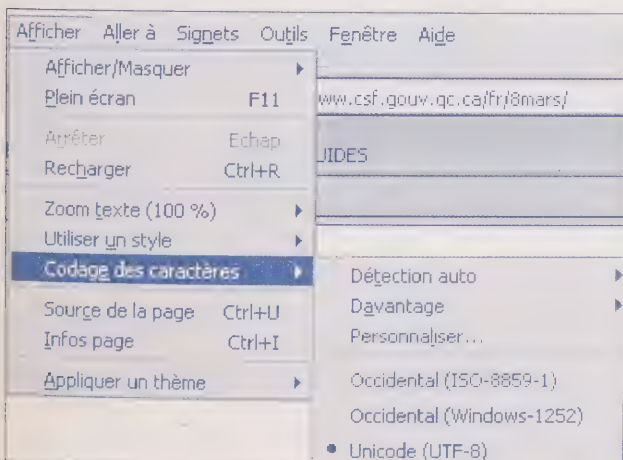 Afficher Aller à Signets Outils Fenêtre Aide
Afficher/Masquer
Plein écran F11
ww.csf.gouv.qc.ca/fr/8mars/
Arrêter Echap
UIDES
Recharger Ctrl+R
Zoom texte (100 %)
Utiliser un style
Codage des caractères
Détection auto
Source de la page Ctrl+U
Davantage
Infos page Ctrl+I
Personnaliser...
Appliquer un thème
Occidental (ISO-8859-1)
Occidental (Windows-1252)
• Unicode (UTF-8)